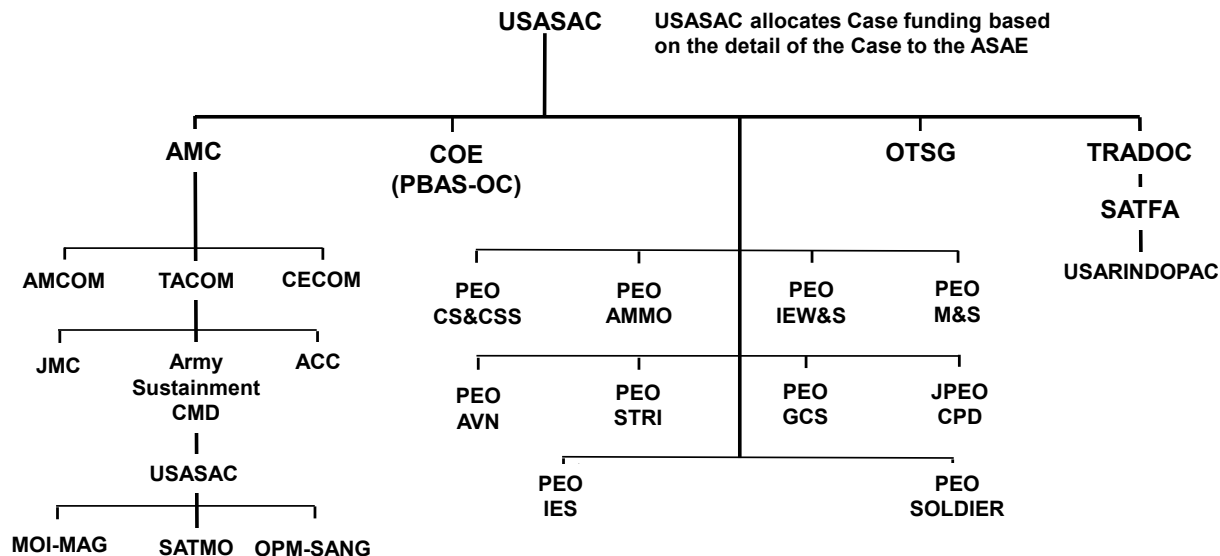 USASAC
USASAC allocates Case funding based
on the detail of the Case to the ASAE
AMC
COE
(PBAS-OC)
OTSG
TRADOC
SATFA
USARINDOPAC
AMCOM
TACOM
CECOM
JMC
Army
Sustainment
CMD
ACC
USASAC
MOI-MAG
SATMO
OPM-SANG
PEO
CS&CSS
PEO
AMMO
PEO
IEW&S
PEO
M&S
PEO
AVN
PEO
STRI
PEO
GCS
JPEO
CPD
PEO
IES
PEO
SOLDIER